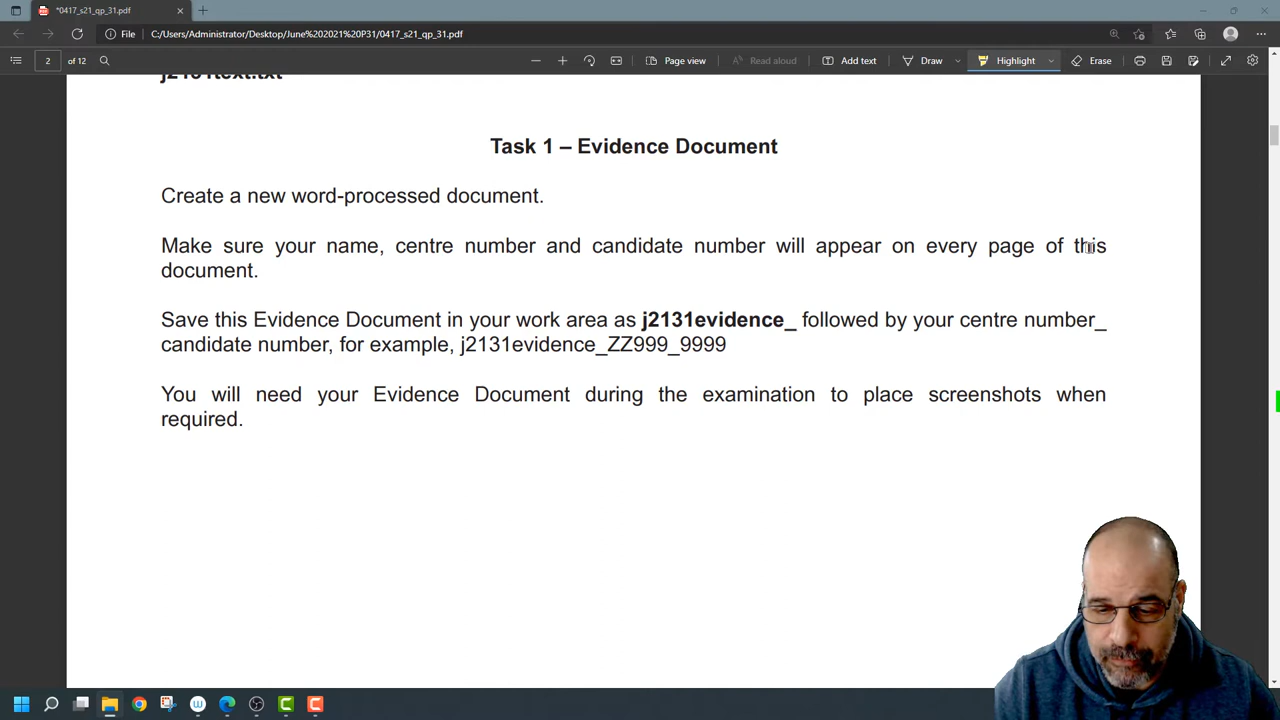 *0417_s21_qp_31.pdf
File C:/Users/Administrator/Desktop/June%202021%20P31/0417_s21_qp_31.pdf
2 of 12 Page view Read aloud Add text Draw Highlight Erase
Task 1 – Evidence Document
Create a new word-processed document.
Make sure your name, centre number and candidate number will appear on every page of this
document.
Save this Evidence Document in your work area as j2131evidence_ followed by your centre number_
candidate number, for example, j2131evidence_ZZ999_9999
You will need your Evidence Document during the examination to place screenshots when
required.